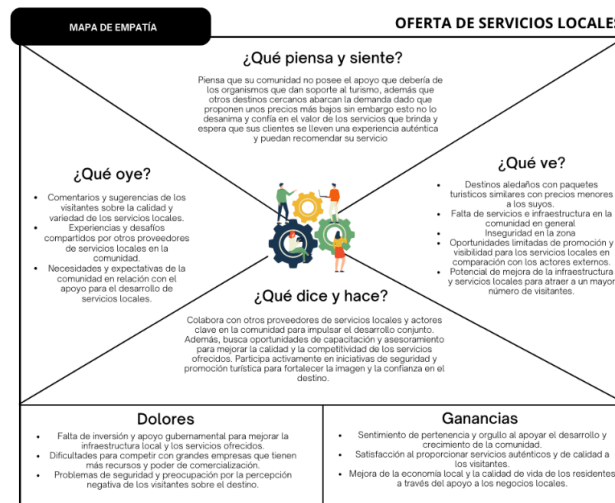 MAPA DE EMPATÍA
OFERTA DE SERVICIOS LOCALES
¿Qué piensa y siente?
Piensa que su comunidad no posee el apoyo que debería de
los organismos que dan soporte al turismo, además que
otros destinos cercanos abarcan la demanda dado que
proponen unos precios más bajos sin embargo esto no lo
desanima y confía en el valor de los servicios que brinda y
espera que sus clientes se lleven una experiencia auténtica
y puedan recomendar su servicio
¿Qué oye?
• Comentarios y sugerencias de los
visitantes sobre la calidad y
variedad de los servicios locales.
• Experiencias y desafíos
compartidos por otros proveedores
de servicios locales en la
comunidad.
• Necesidades y expectativas de la
comunidad en relación con el
apoyo para el desarrollo de
servicios locales.
¿Qué ve?
• Destinos aledaños con paquetes
turísticos similares con precios menores
a los suyos.
• Falta de servicios e infraestructura en la
comunidad en general
• Inseguridad en la zona
• Oportunidades limitadas de promoción y
visibilidad para los servicios locales en
comparación con los actores externos.
• Potencial de mejora de la infraestructura
y servicios locales para atraer a un mayor
número de visitantes.
¿Qué dice y hace?
Colabora con otros proveedores de servicios locales y actores
clave en la comunidad para impulsar el desarrollo conjunto.
Además, busca oportunidades de capacitación y asesoramiento
para mejorar la calidad y la competitividad de los servicios
ofrecidos. Participa activamente en iniciativas de seguridad y
promoción turística para fortalecer la imagen y la confianza en el
destino.
Dolores
• Falta de inversión y apoyo gubernamental para mejorar la
infraestructura local y los servicios ofrecidos.
• Dificultades para competir con grandes empresas que tienen
más recursos y poder de comercialización.
• Problemas de seguridad y preocupación por la percepción
negativa de los visitantes sobre el destino.
Ganancias
• Sentimiento de pertenencia y orgullo al apoyar el desarrollo y
crecimiento de la comunidad.
• Satisfacción al proporcionar servicios auténticos y de calidad a
los visitantes.
• Mejora de la economía local y la calidad de vida de los residentes
a través del apoyo a los negocios locales.